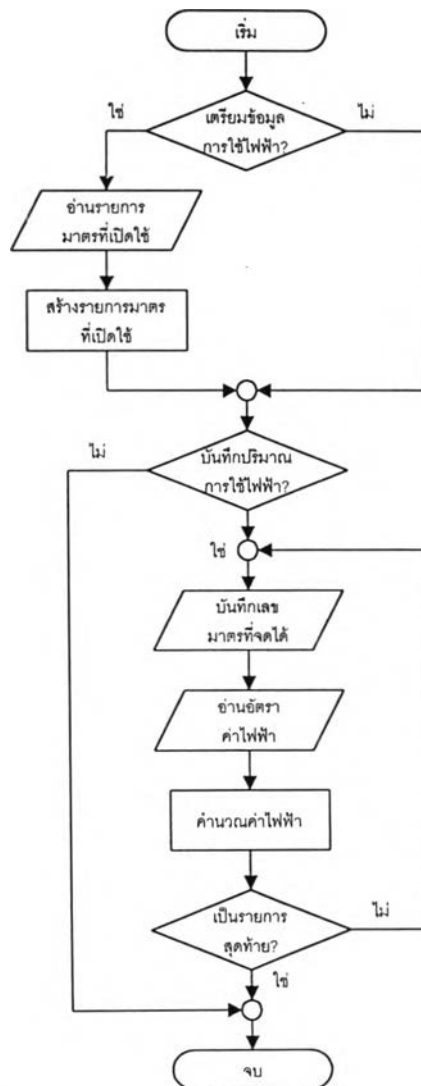 เริ่ม
ใช่
เตรียมข้อมูล
การใช้ไฟฟ้า?
ไม่
อ่านรายการ
มาตรที่เปิดใช้
สร้างรายการมาตร
ที่เปิดใช้
ไม่
บันทึกปริมาณ
การใช้ไฟฟ้า?
ใช่
บันทึกเลข
มาตรที่จดได้
อ่านอัตรา
ค่าไฟฟ้า
คำนวณค่าไฟฟ้า
เป็นรายการ
สุดท้าย?
ไม่
ใช่
จบ